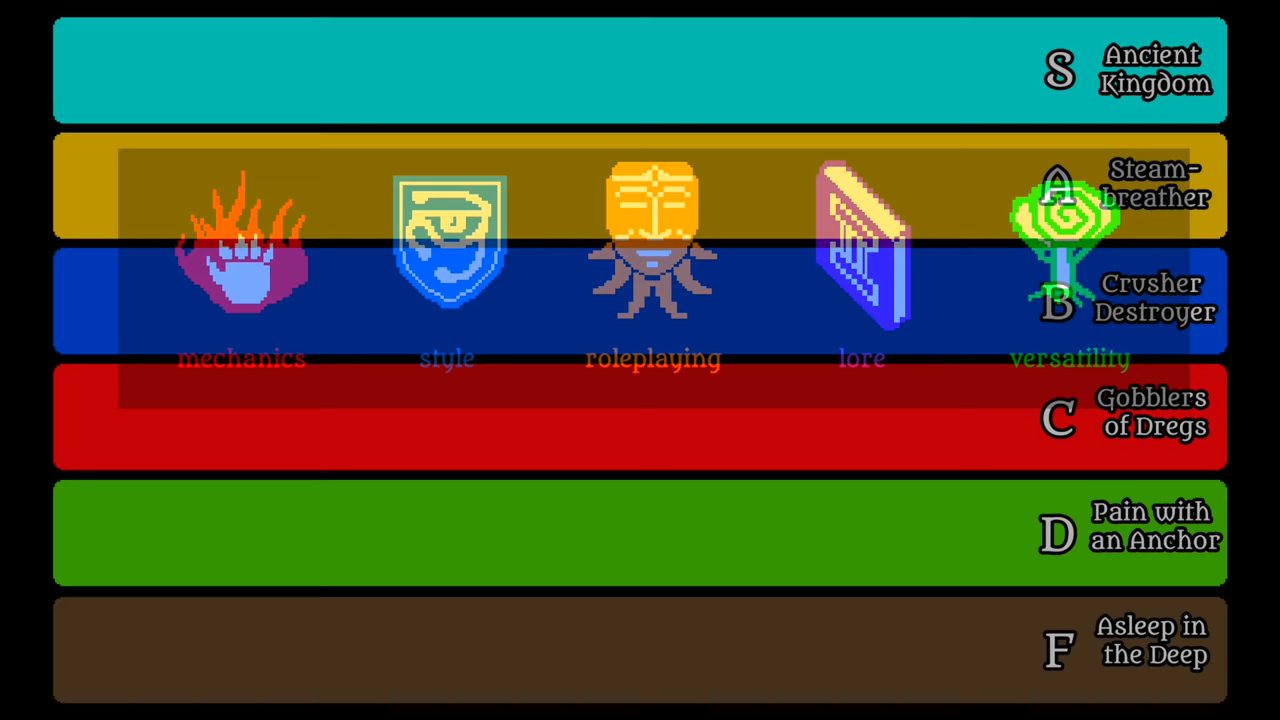 S
Ancient
Kingdom
A
Steam-
breather
B
Crusher
Destroyer
mechanics
style
roleplaying
lore
versatility
C
Gobblers
of Dregs
D
Pain with
an Anchor
F
Asleep in
the Deep